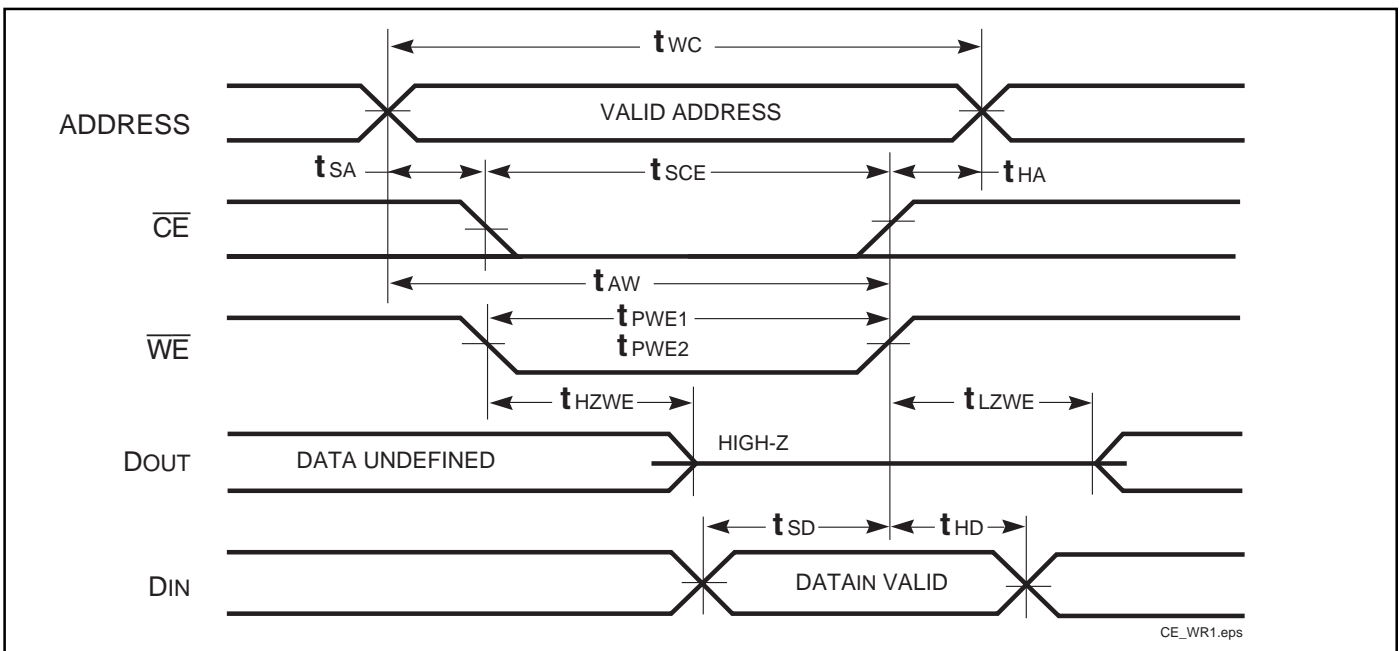 tWC
ADDRESS
VALID ADDRESS
tSA
tSCE
tHA
CE
tAW
WE
tPWE1
tPWE2
tHZWE
tLZWE
DOUT
DATA UNDEFINED
HIGH-Z
tSD
tHD
DIN
DATAIN VALID
CE_WR1.eps